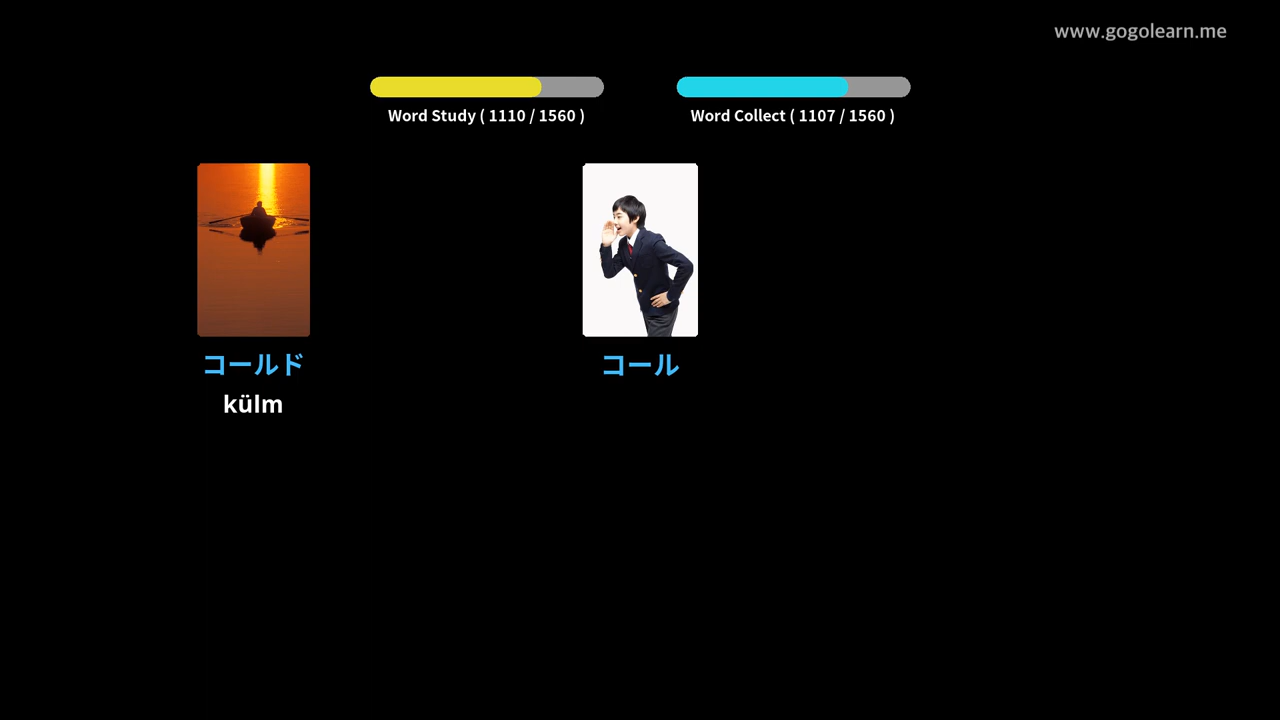 www.gogolearn.me
Word Study ( 1110 / 1560 )
Word Collect ( 1107 / 1560 )
コールド
コール
külm